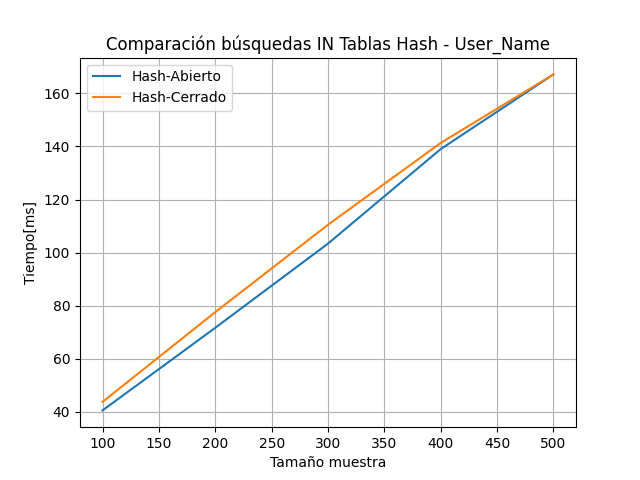 Comparación búsquedas IN Tablas Hash - User_Name
Hash-Abierto
Hash-Cerrado
Tiempo[ms]
160
140
120
100
80
60
40
100 150 200 250 300 350 400 450 500
Tamaño muestra